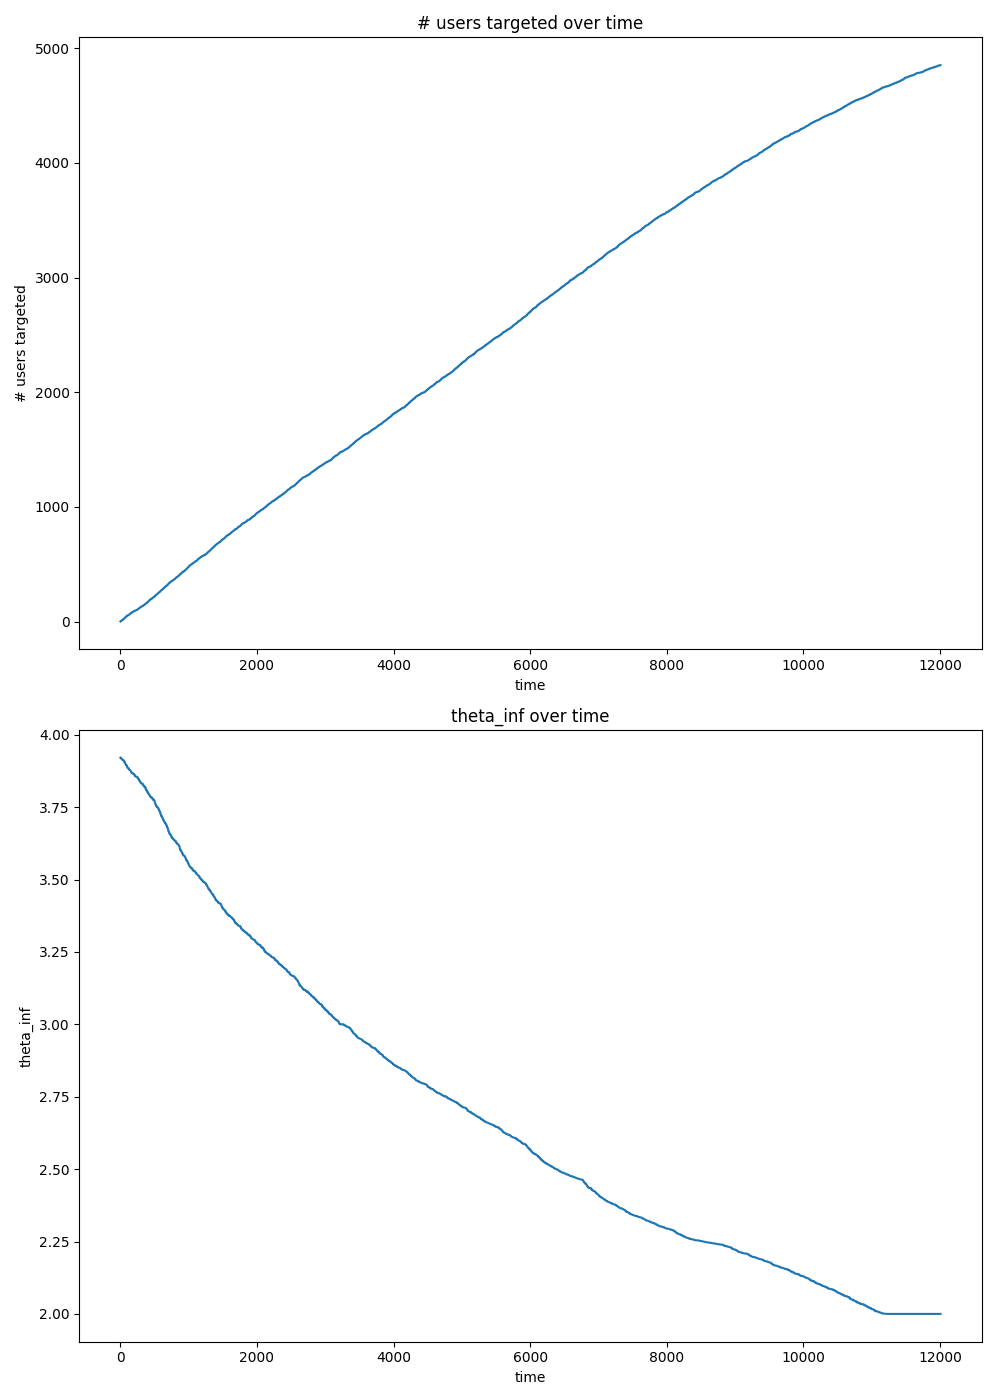 # users targeted over time
5000
4000
3000
2000
1000
0
# users targeted
0 2000 4000 6000 8000 10000 12000
time
theta_inf over time
4.00
3.75
3.50
3.25
3.00
2.75
2.50
2.25
2.00
theta_inf
0 2000 4000 6000 8000 10000 12000
time